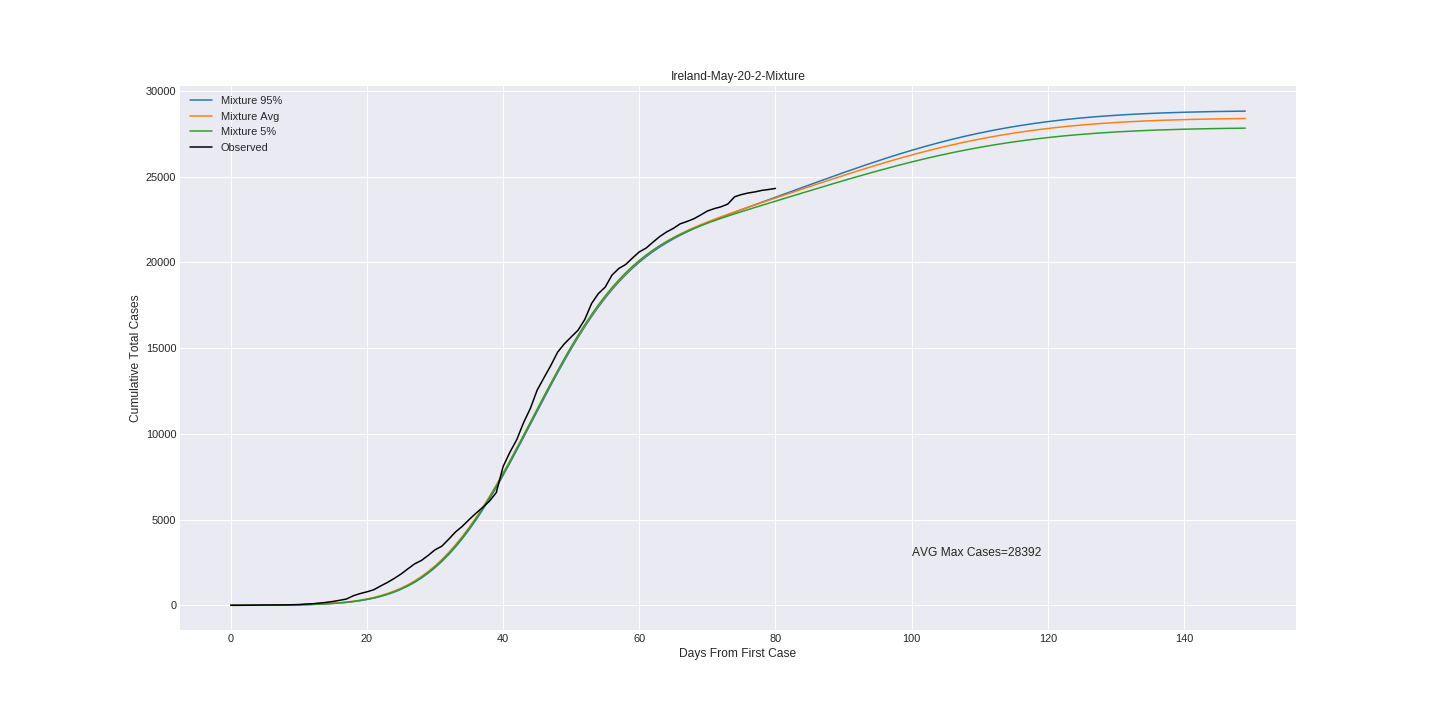 Ireland-May-20-2-Mixture
30000
25000
20000
15000
10000
5000
0
Cumulative Total Cases
Mixture 95%
Mixture Avg
Mixture 5%
Observed
AVG Max Cases=28392
0 20 40 60 80 100 120 140
Days From First Case